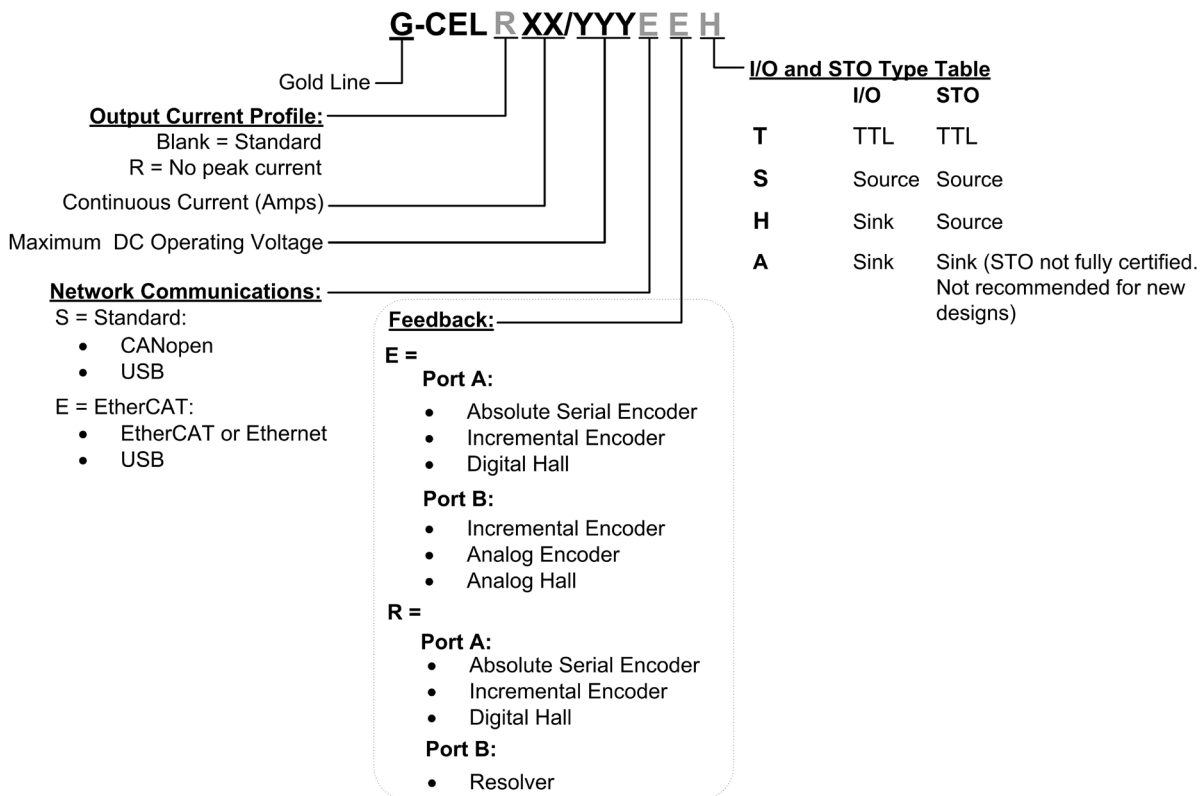 G-CEL R XX/YYY E E H
Gold Line
Output Current Profile:
Blank = Standard
R = No peak current
Continuous Current (Amps)
Maximum DC Operating Voltage
Network Communications:
S = Standard:
• CANopen
• USB
E = EtherCAT:
• EtherCAT or Ethernet
• USB
Feedback:
E =
Port A:
• Absolute Serial Encoder
• Incremental Encoder
• Digital Hall
Port B:
• Incremental Encoder
• Analog Encoder
• Analog Hall
R =
Port A:
• Absolute Serial Encoder
• Incremental Encoder
• Digital Hall
Port B:
• Resolver
I/O and STO Type Table
I/O STO
T TTL TTL
S Source Source
H Sink Source
A Sink Sink (STO not fully certified.
Not recommended for new
designs)